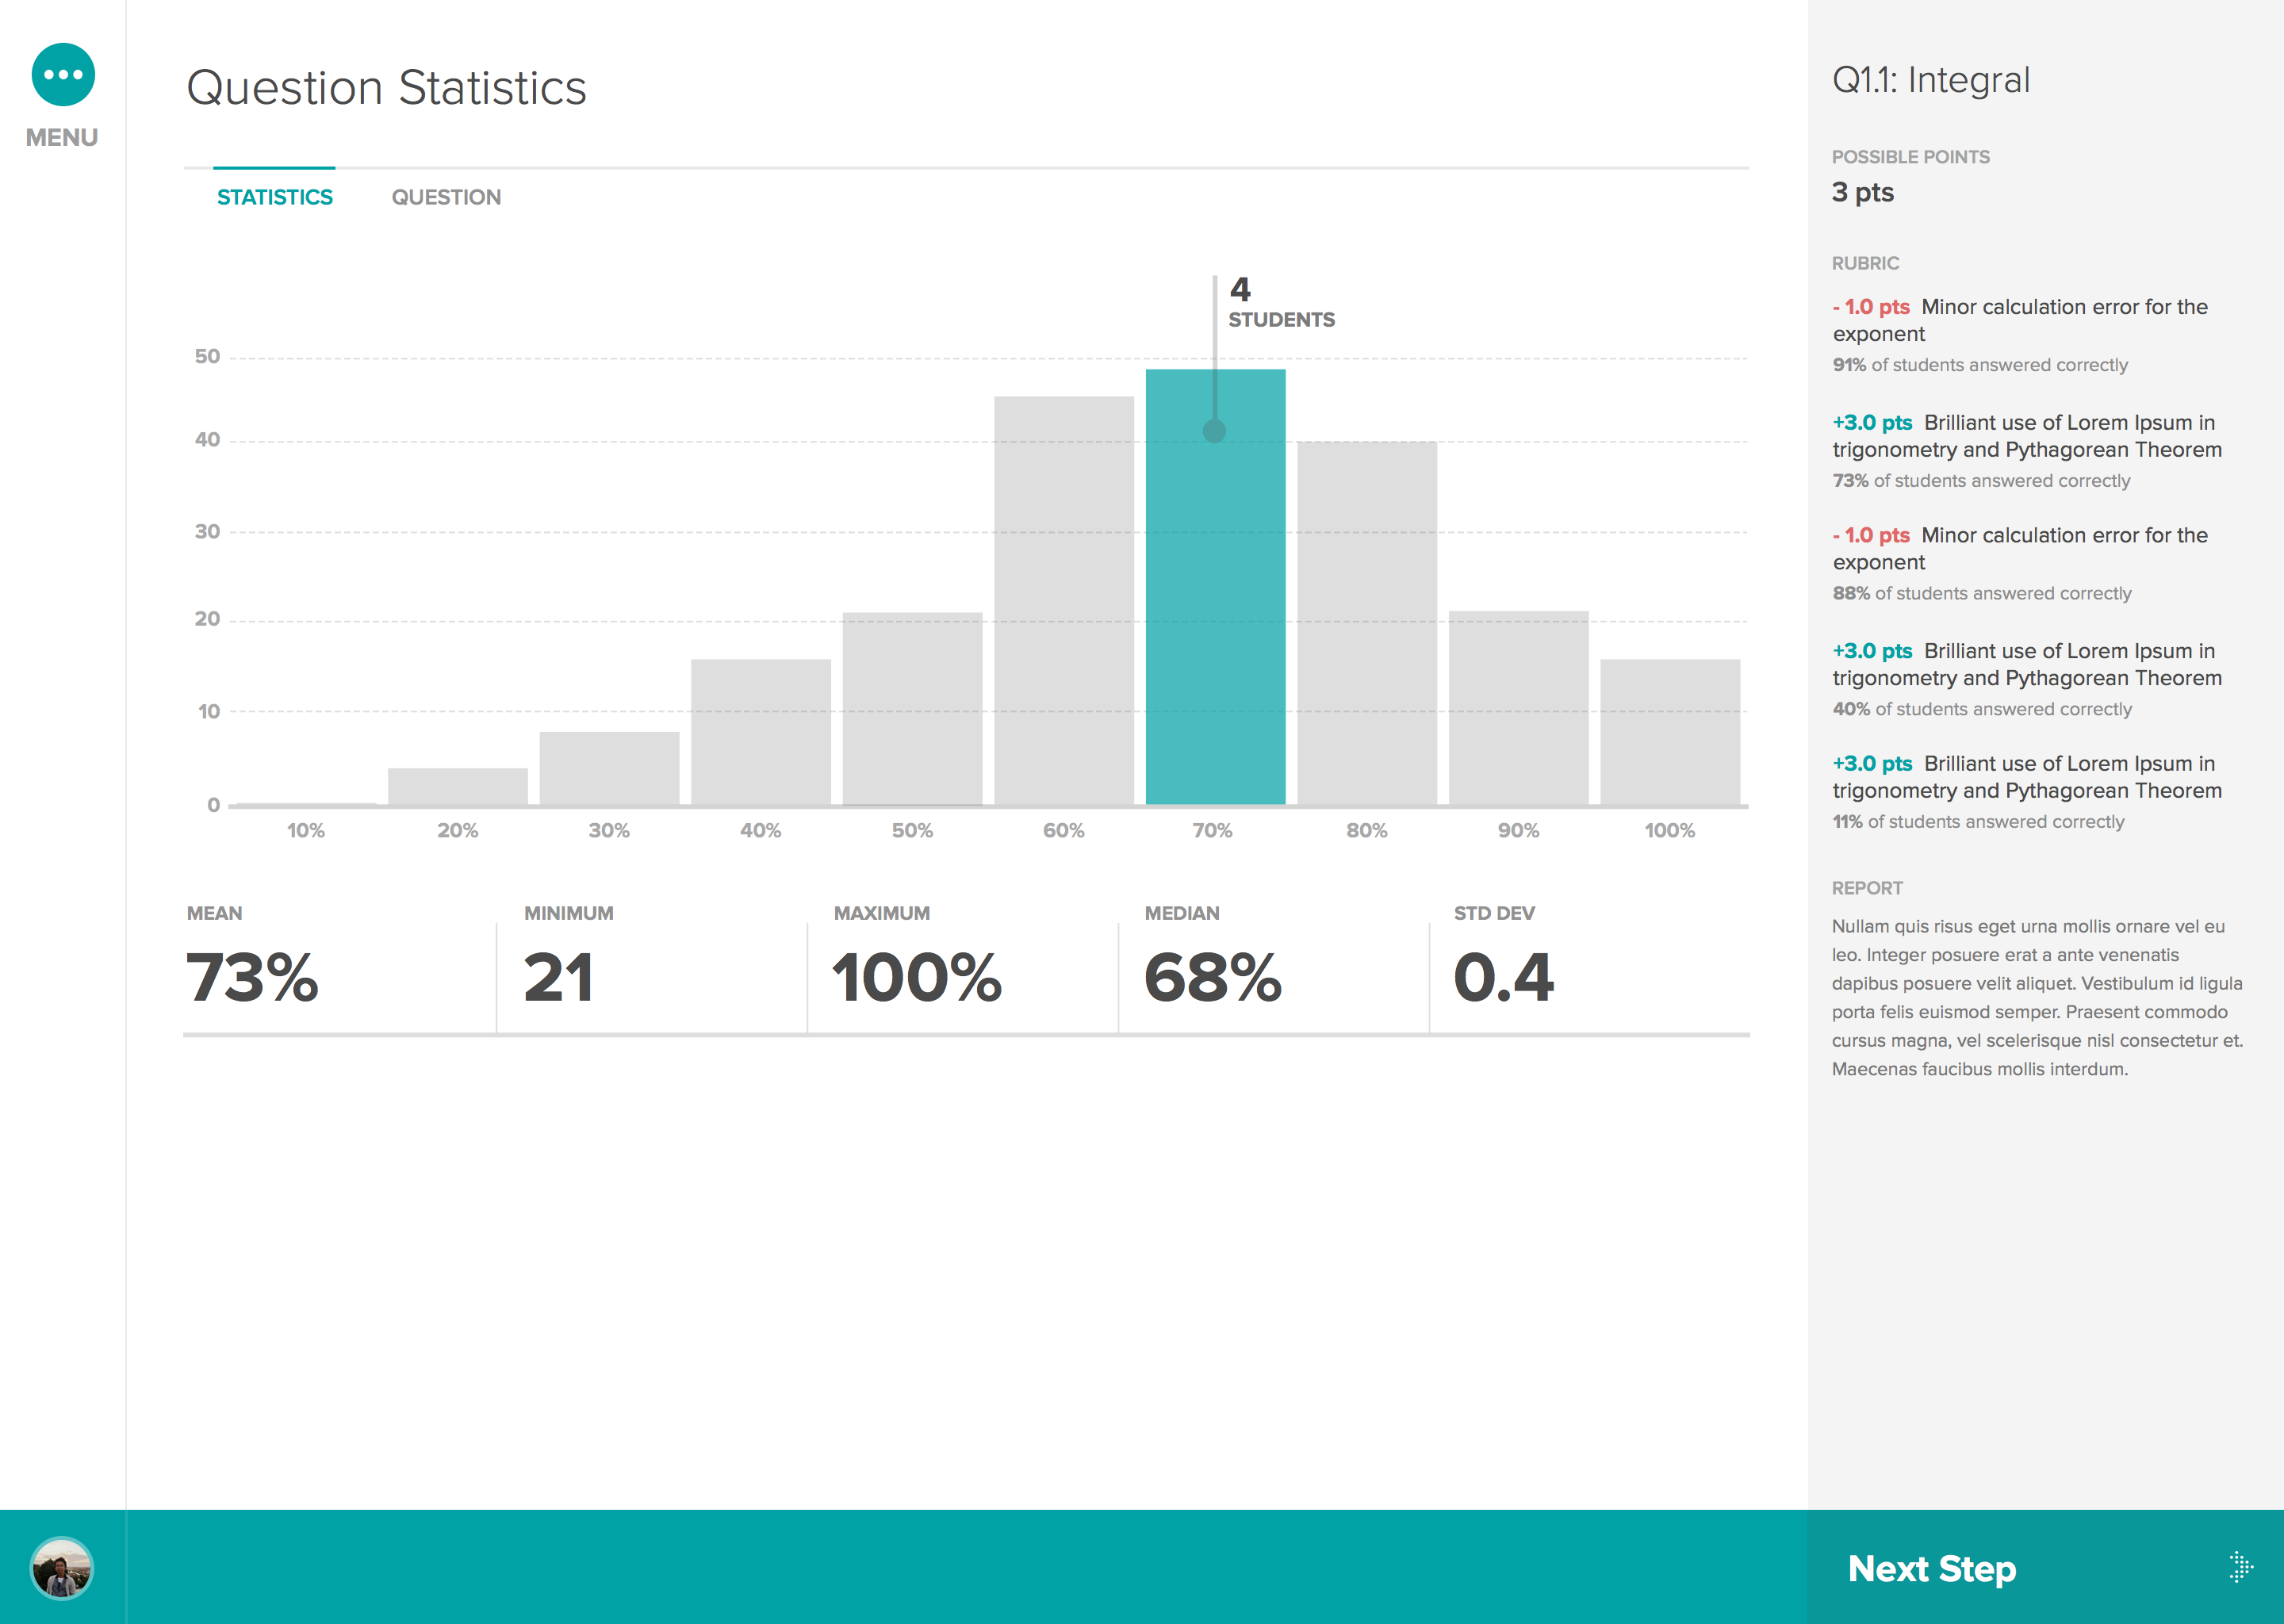 MENU
Question Statistics
STATISTICS
QUESTION
4
STUDENTS
50
40
30
20
10
0
10%
20%
30%
40%
50%
60%
70%
80%
90%
100%
MEAN
73%
MINIMUM
21
MAXIMUM
100%
MEDIAN
68%
STD DEV
0.4
Q1.1: Integral
POSSIBLE POINTS
3 pts
RUBRIC
- 1.0 pts Minor calculation error for the
exponent
91% of students answered correctly
+3.0 pts Brilliant use of Lorem Ipsum in
trigonometry and Pythagorean Theorem
73% of students answered correctly
- 1.0 pts Minor calculation error for the
exponent
88% of students answered correctly
+3.0 pts Brilliant use of Lorem Ipsum in
trigonometry and Pythagorean Theorem
40% of students answered correctly
+3.0 pts Brilliant use of Lorem Ipsum in
trigonometry and Pythagorean Theorem
11% of students answered correctly
REPORT
Nullam quis risus eget urna mollis ornare vel eu
leo. Integer posuere erat a ante venenatis
dapibus posuere velit aliquet. Vestibulum id ligula
porta felis euismod semper. Praesent commodo
cursus magna, vel scelerisque nisl consectetur et.
Maecenas faucibus mollis interdum.
Next Step